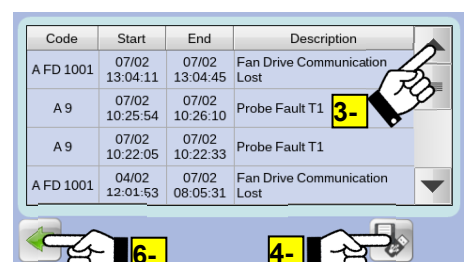 Code Start End Description
A FD 1001 07/02 13:04:11 07/02 13:04:45 Fan Drive Communication Lost
A 9 07/02 10:25:54 07/02 10:26:10 Probe Fault T1
3-
A 9 07/02 10:22:05 07/02 10:22:33 Probe Fault T1
A FD 1001 04/02 12:01:53 07/02 08:05:31 Fan Drive Communication Lost
6- 4-